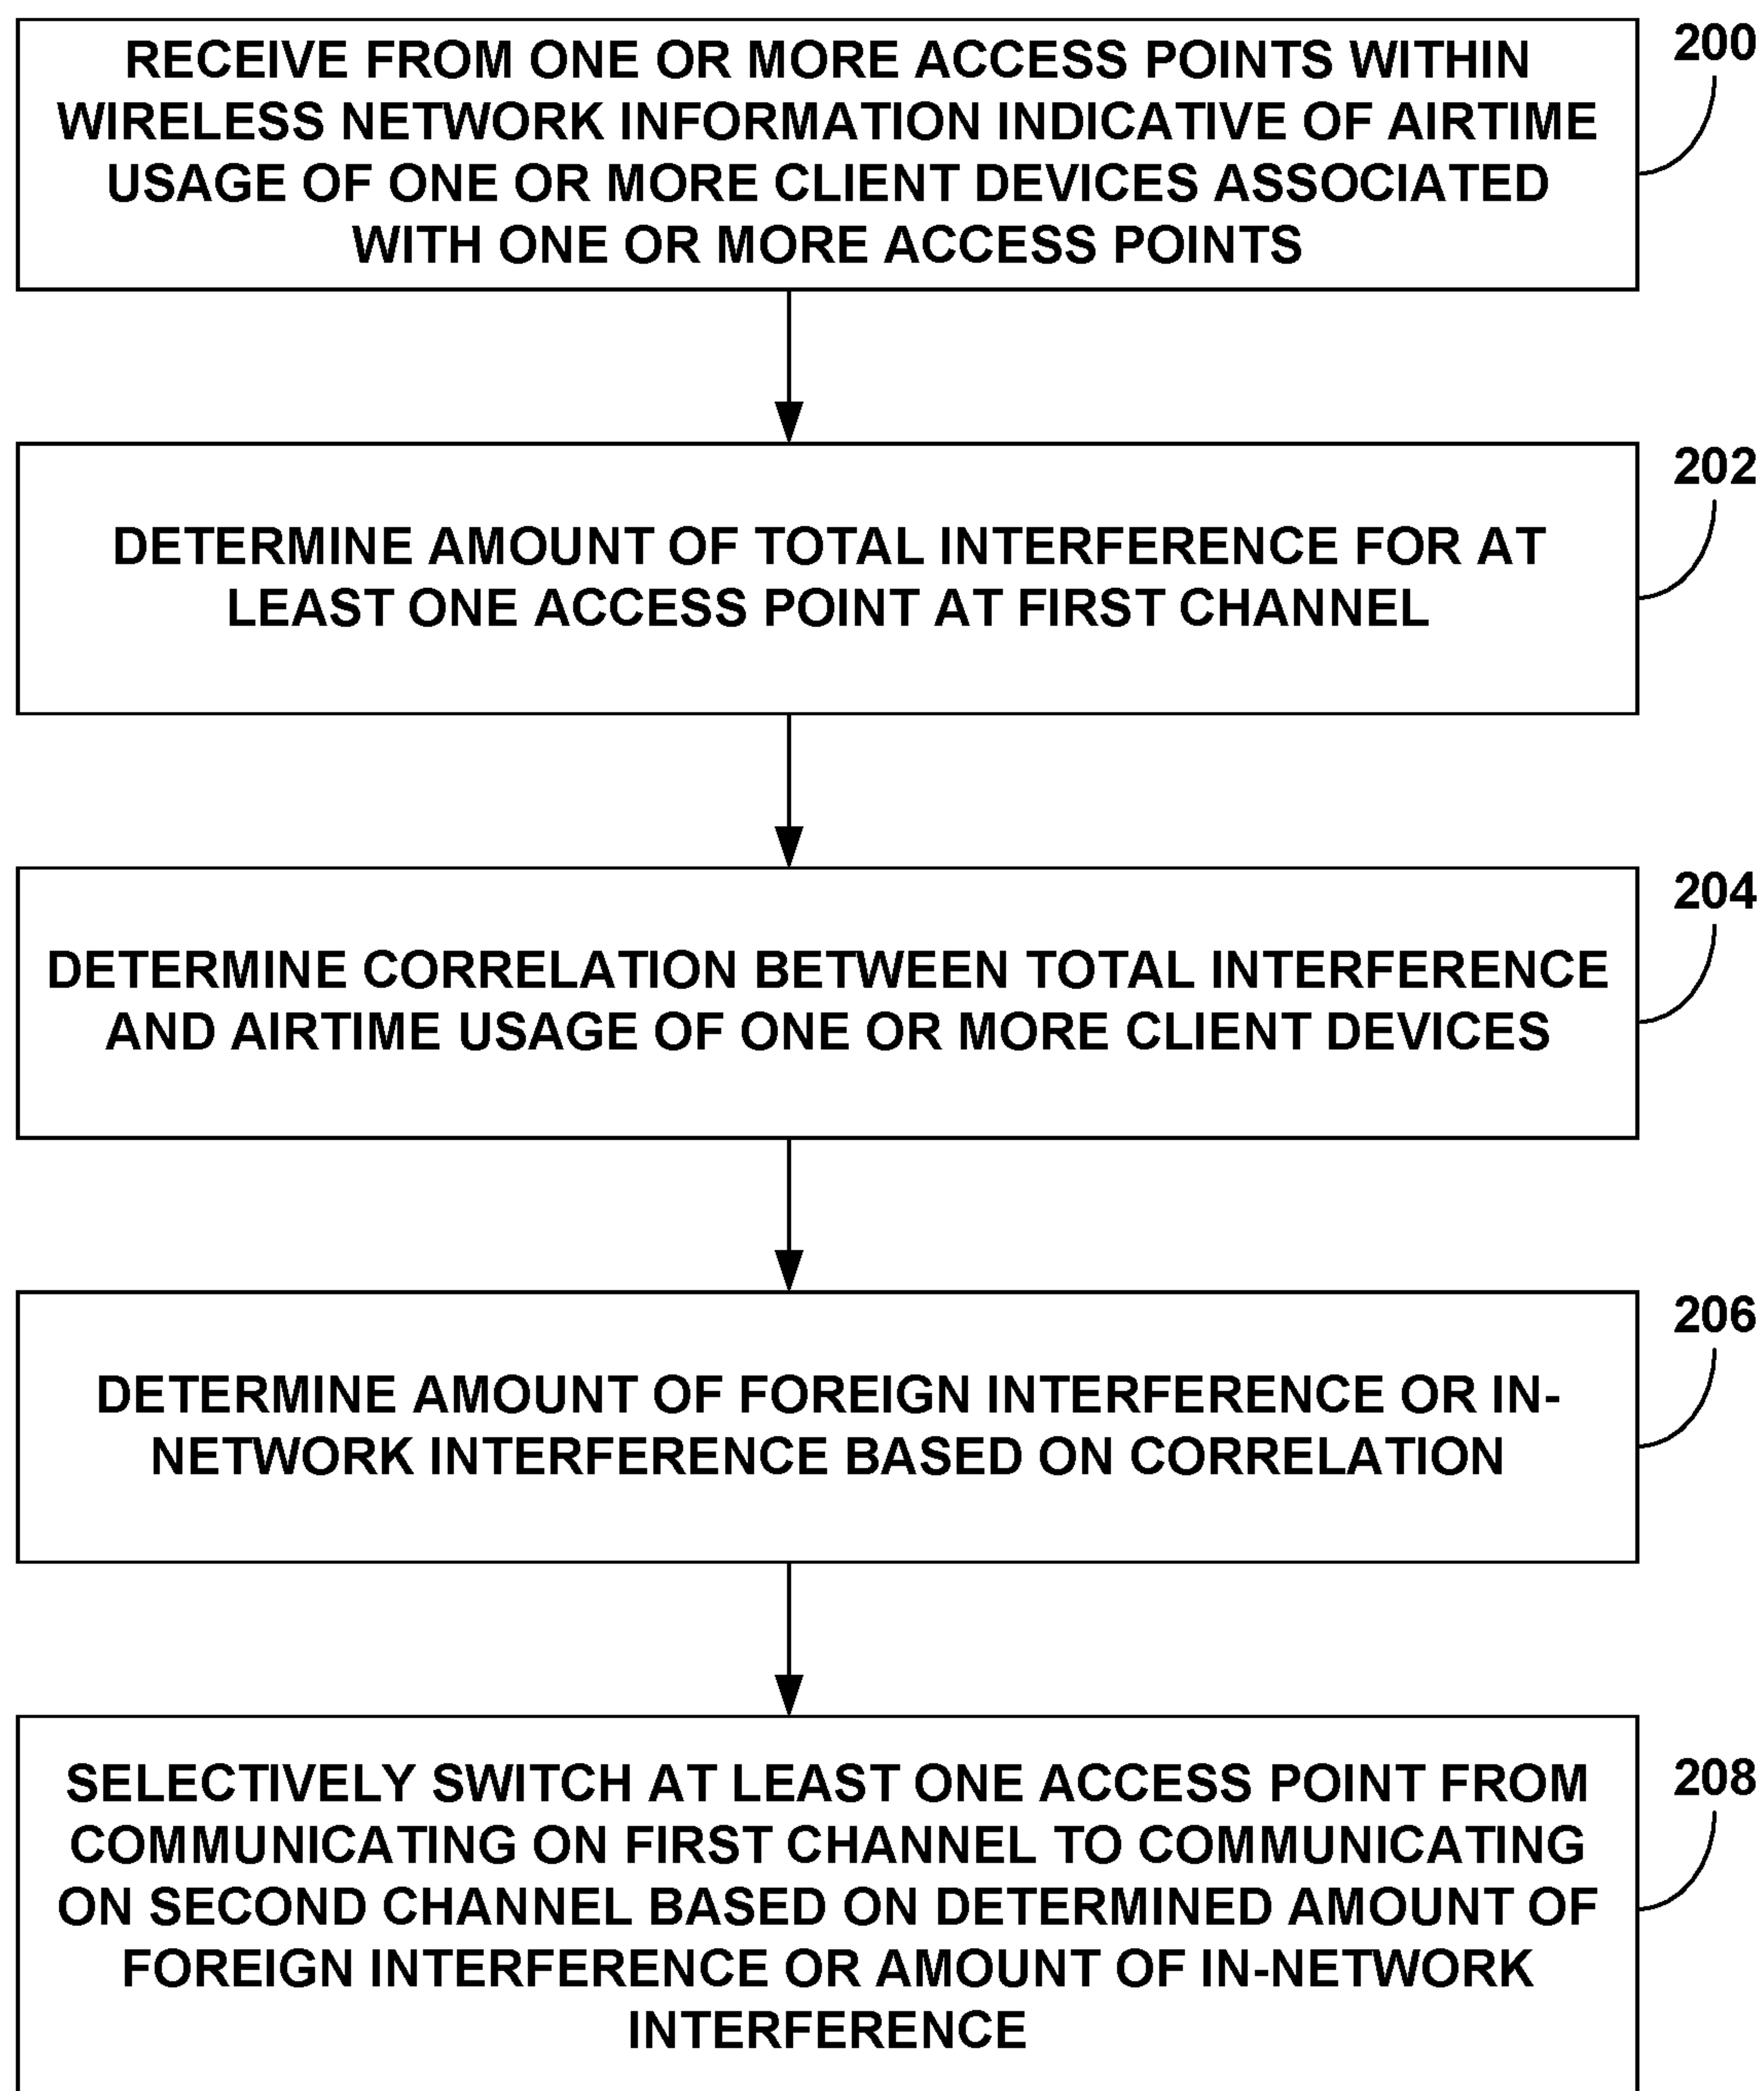 RECEIVE FROM ONE OR MORE ACCESS POINTS WITHIN
WIRELESS NETWORK INFORMATION INDICATIVE OF AIRTIME
USAGE OF ONE OR MORE CLIENT DEVICES ASSOCIATED
WITH ONE OR MORE ACCESS POINTS
200
DETERMINE AMOUNT OF TOTAL INTERFERENCE FOR AT
LEAST ONE ACCESS POINT AT FIRST CHANNEL
202
DETERMINE CORRELATION BETWEEN TOTAL INTERFERENCE
AND AIRTIME USAGE OF ONE OR MORE CLIENT DEVICES
204
DETERMINE AMOUNT OF FOREIGN INTERFERENCE OR IN-
NETWORK INTERFERENCE BASED ON CORRELATION
206
SELECTIVELY SWITCH AT LEAST ONE ACCESS POINT FROM
COMMUNICATING ON FIRST CHANNEL TO COMMUNICATING
ON SECOND CHANNEL BASED ON DETERMINED AMOUNT OF
FOREIGN INTERFERENCE OR AMOUNT OF IN-NETWORK
INTERFERENCE
208